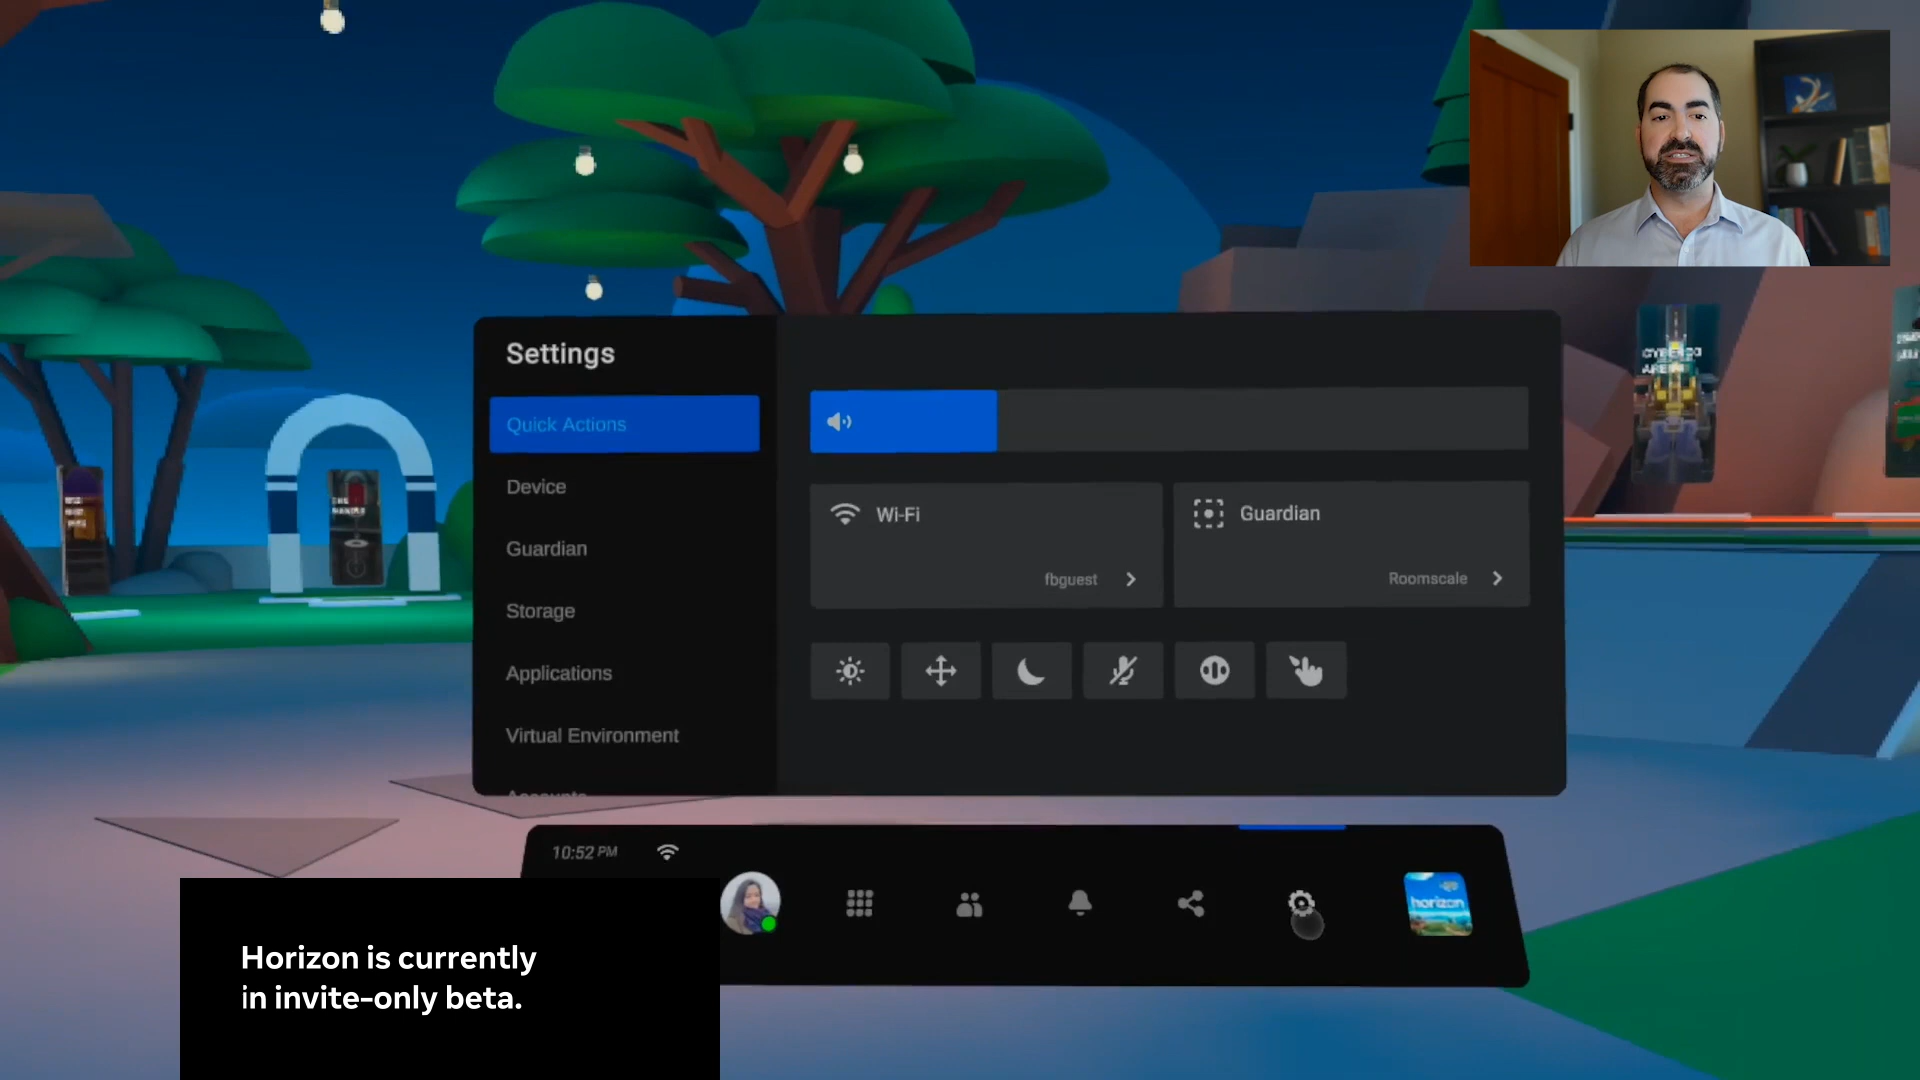 Settings
Quick Actions
Device
Guardian
Storage
Applications
Virtual Environment
Accounts
Wi-Fi
fbguest
Guardian
Roomscale
10:52 PM
horizon
Horizon is currently
in invite-only beta.